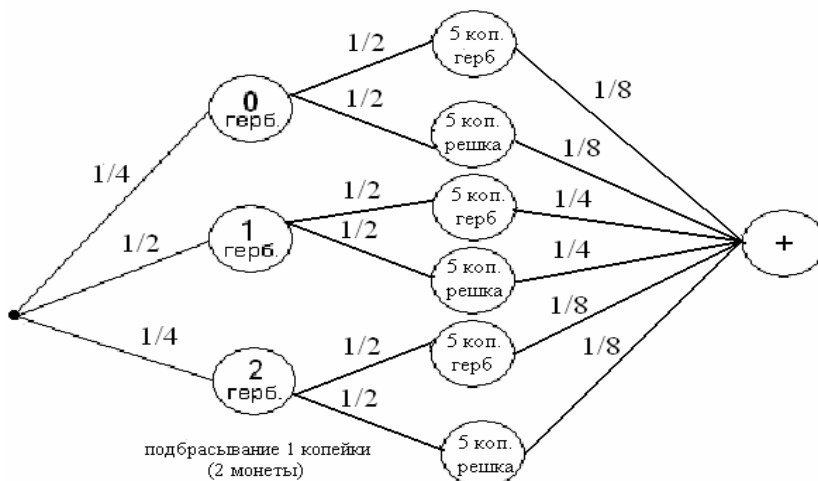 5 коп.
герб
1/2
1/8
0
герб.
1/2
5 коп.
решка
1/8
1/4
1/2
5 коп.
герб
1/4
1/2
1
герб.
1/2
5 коп.
решка
1/4
+
1/4
1/2
5 коп.
герб
1/8
2
герб.
1/2
1/8
5 коп.
решка
подбрасывание 1 копейки
(2 монеты)